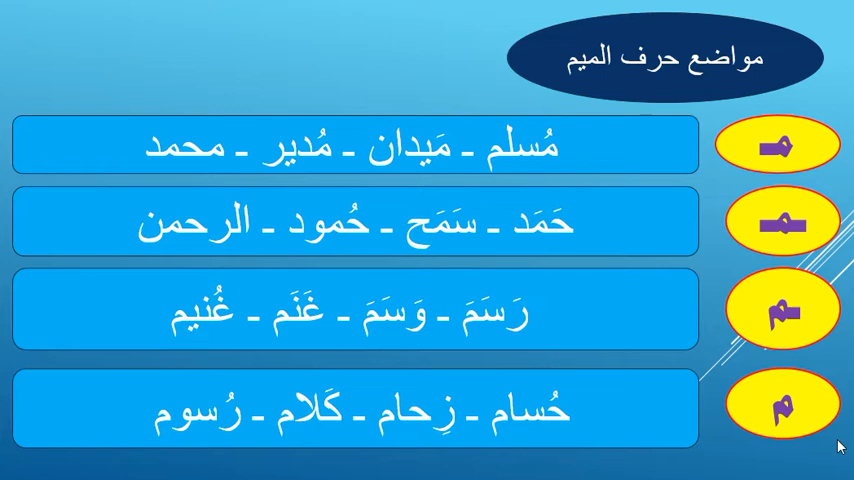 مواضع حرف الميم
مـ
مُسلم ـ مَيدان ـ مُدير ـ محمد
ـمـ
حَمَد ـ سَمَح ـ حُمود ـ الرحمن
ـم
رَسَمَ ـ وَسَمَ ـ غَنَم ـ غُنيم
م
حُسام ـ زِحام ـ كَلام ـ رُسوم